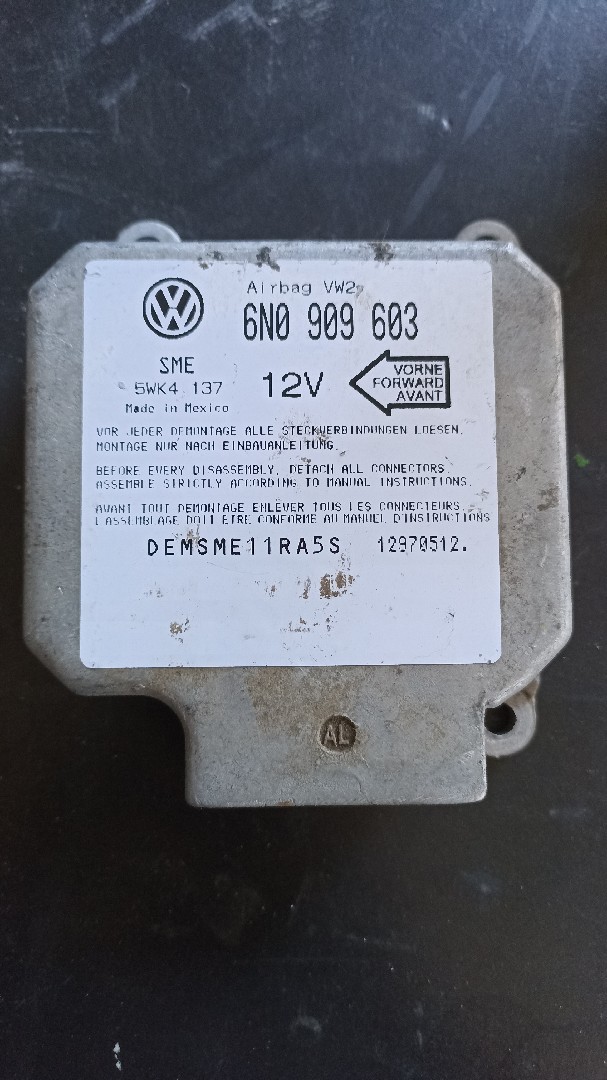 Airbag VW2
6N0 909 603
SME
5WK4 137
Made in Mexico
12V
VORNE
FORWARD
AVANT
VOR JEDER DEMONTAGE ALLE STECKVERBINDUNGEN LOESEN.
MONTAGE NUR NACH EINBAUANLEITUNG.
BEFORE EVERY DISASSEMBLY, DETACH ALL CONNECTORS.
ASSEMBLE STRICTLY ACCORDING TO MANUAL INSTRUCTIONS.
AVANT TOUT DEMONTAGE ENLEVER TOUS LES CONNECTEURS.
L'ASSEMBLAGE DOIT ETRE CONFORME AU MANUEL D'INSTRUCTIONS
DEMSME11RA5S 12970512.
AL